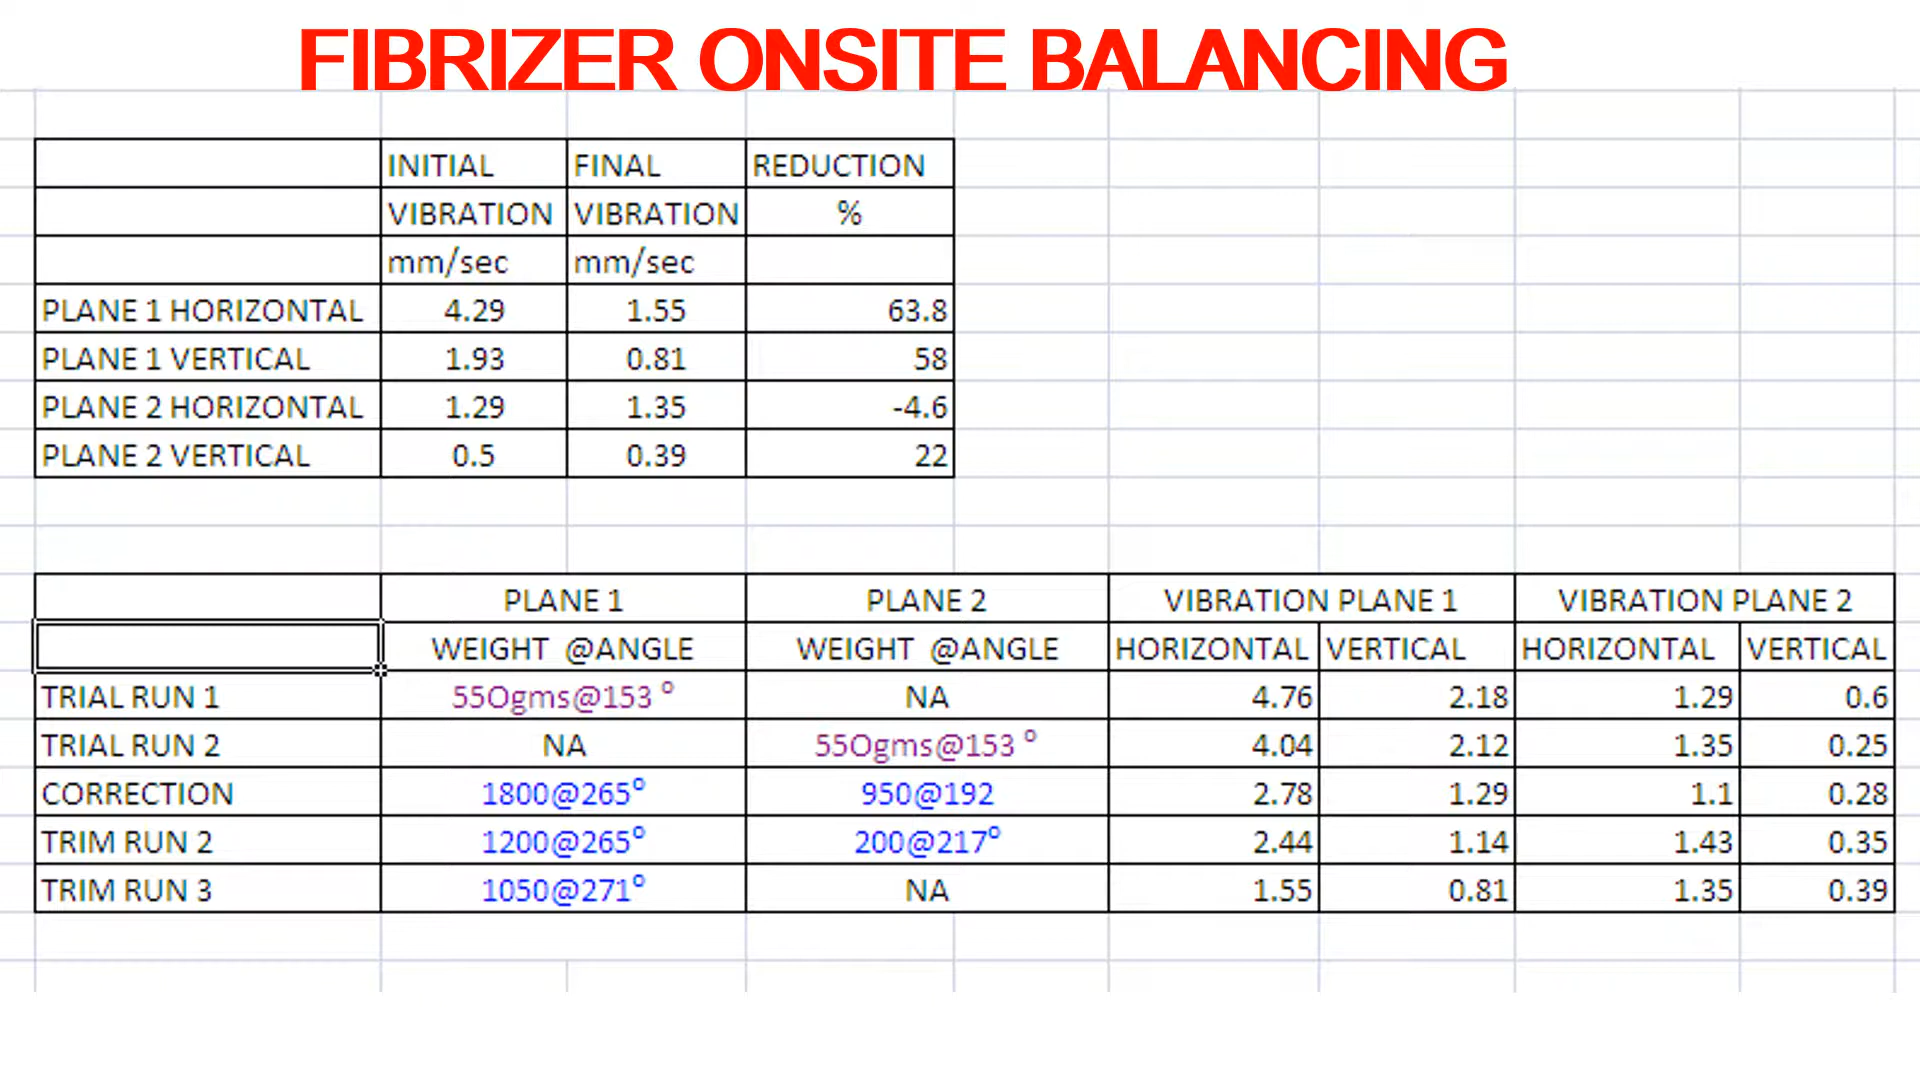 FIBRIZER ONSITE BALANCING
INITIAL FINAL REDUCTION
VIBRATION VIBRATION %
mm/sec mm/sec
PLANE 1 HORIZONTAL 4.29 1.55 63.8
PLANE 1 VERTICAL 1.93 0.81 58
PLANE 2 HORIZONTAL 1.29 1.35 -4.6
PLANE 2 VERTICAL 0.5 0.39 22
PLANE 1 PLANE 2 VIBRATION PLANE 1 VIBRATION PLANE 2
WEIGHT @ANGLE WEIGHT @ANGLE HORIZONTAL VERTICAL HORIZONTAL VERTICAL
TRIAL RUN 1 55Ogms@153 º NA 4.76 2.18 1.29 0.6
TRIAL RUN 2 NA 55Ogms@153 º 4.04 2.12 1.35 0.25
CORRECTION 1800@265º 950@192 2.78 1.29 1.1 0.28
TRIM RUN 2 1200@265º 200@217º 2.44 1.14 1.43 0.35
TRIM RUN 3 1050@271º NA 1.55 0.81 1.35 0.39